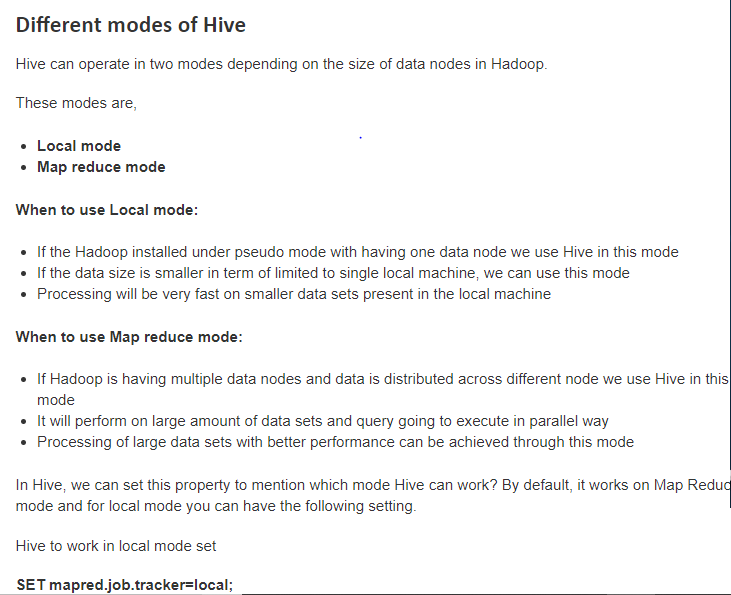 Different modes of Hive
Hive can operate in two modes depending on the size of data nodes in Hadoop.
These modes are,
• Local mode
• Map reduce mode
When to use Local mode:
• If the Hadoop installed under pseudo mode with having one data node we use Hive in this mode
• If the data size is smaller in term of limited to single local machine, we can use this mode
• Processing will be very fast on smaller data sets present in the local machine
When to use Map reduce mode:
• If Hadoop is having multiple data nodes and data is distributed across different node we use Hive in this
mode
• It will perform on large amount of data sets and query going to execute in parallel way
• Processing of large data sets with better performance can be achieved through this mode
In Hive, we can set this property to mention which mode Hive can work? By default, it works on Map Reduc
mode and for local mode you can have the following setting.
Hive to work in local mode set
SET mapred.job.tracker=local;